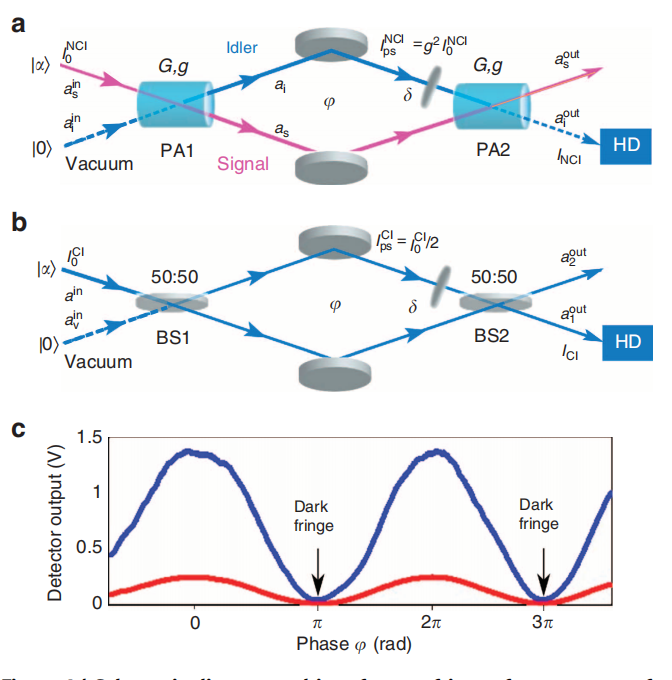 a
|α⟩ I₀ᴺᶜᴵ Idler Iₚₛᴺᶜᴵ = g² I₀ᴺᶜᴵ
G,g G,g aₛᵒᵘᵗ
aₛⁱⁿ aᵢ φ δ
aᵢⁱⁿ aₛ aᵢᵒᵘᵗ
|0⟩ Vacuum PA1 Signal PA2 I_NCI HD
b
|α⟩ I₀ᶜᴵ Iₚₛᶜᴵ = I₀ᶜᴵ/2
50:50 50:50 a₂ᵒᵘᵗ
aⁱⁿ φ δ
aᵥⁱⁿ a₁ᵒᵘᵗ
|0⟩ Vacuum BS1 BS2 I_CI HD
c
Detector output (V)
1.5
1
0.5
0
Dark fringe
Dark fringe
0 π 2π 3π
Phase φ (rad)